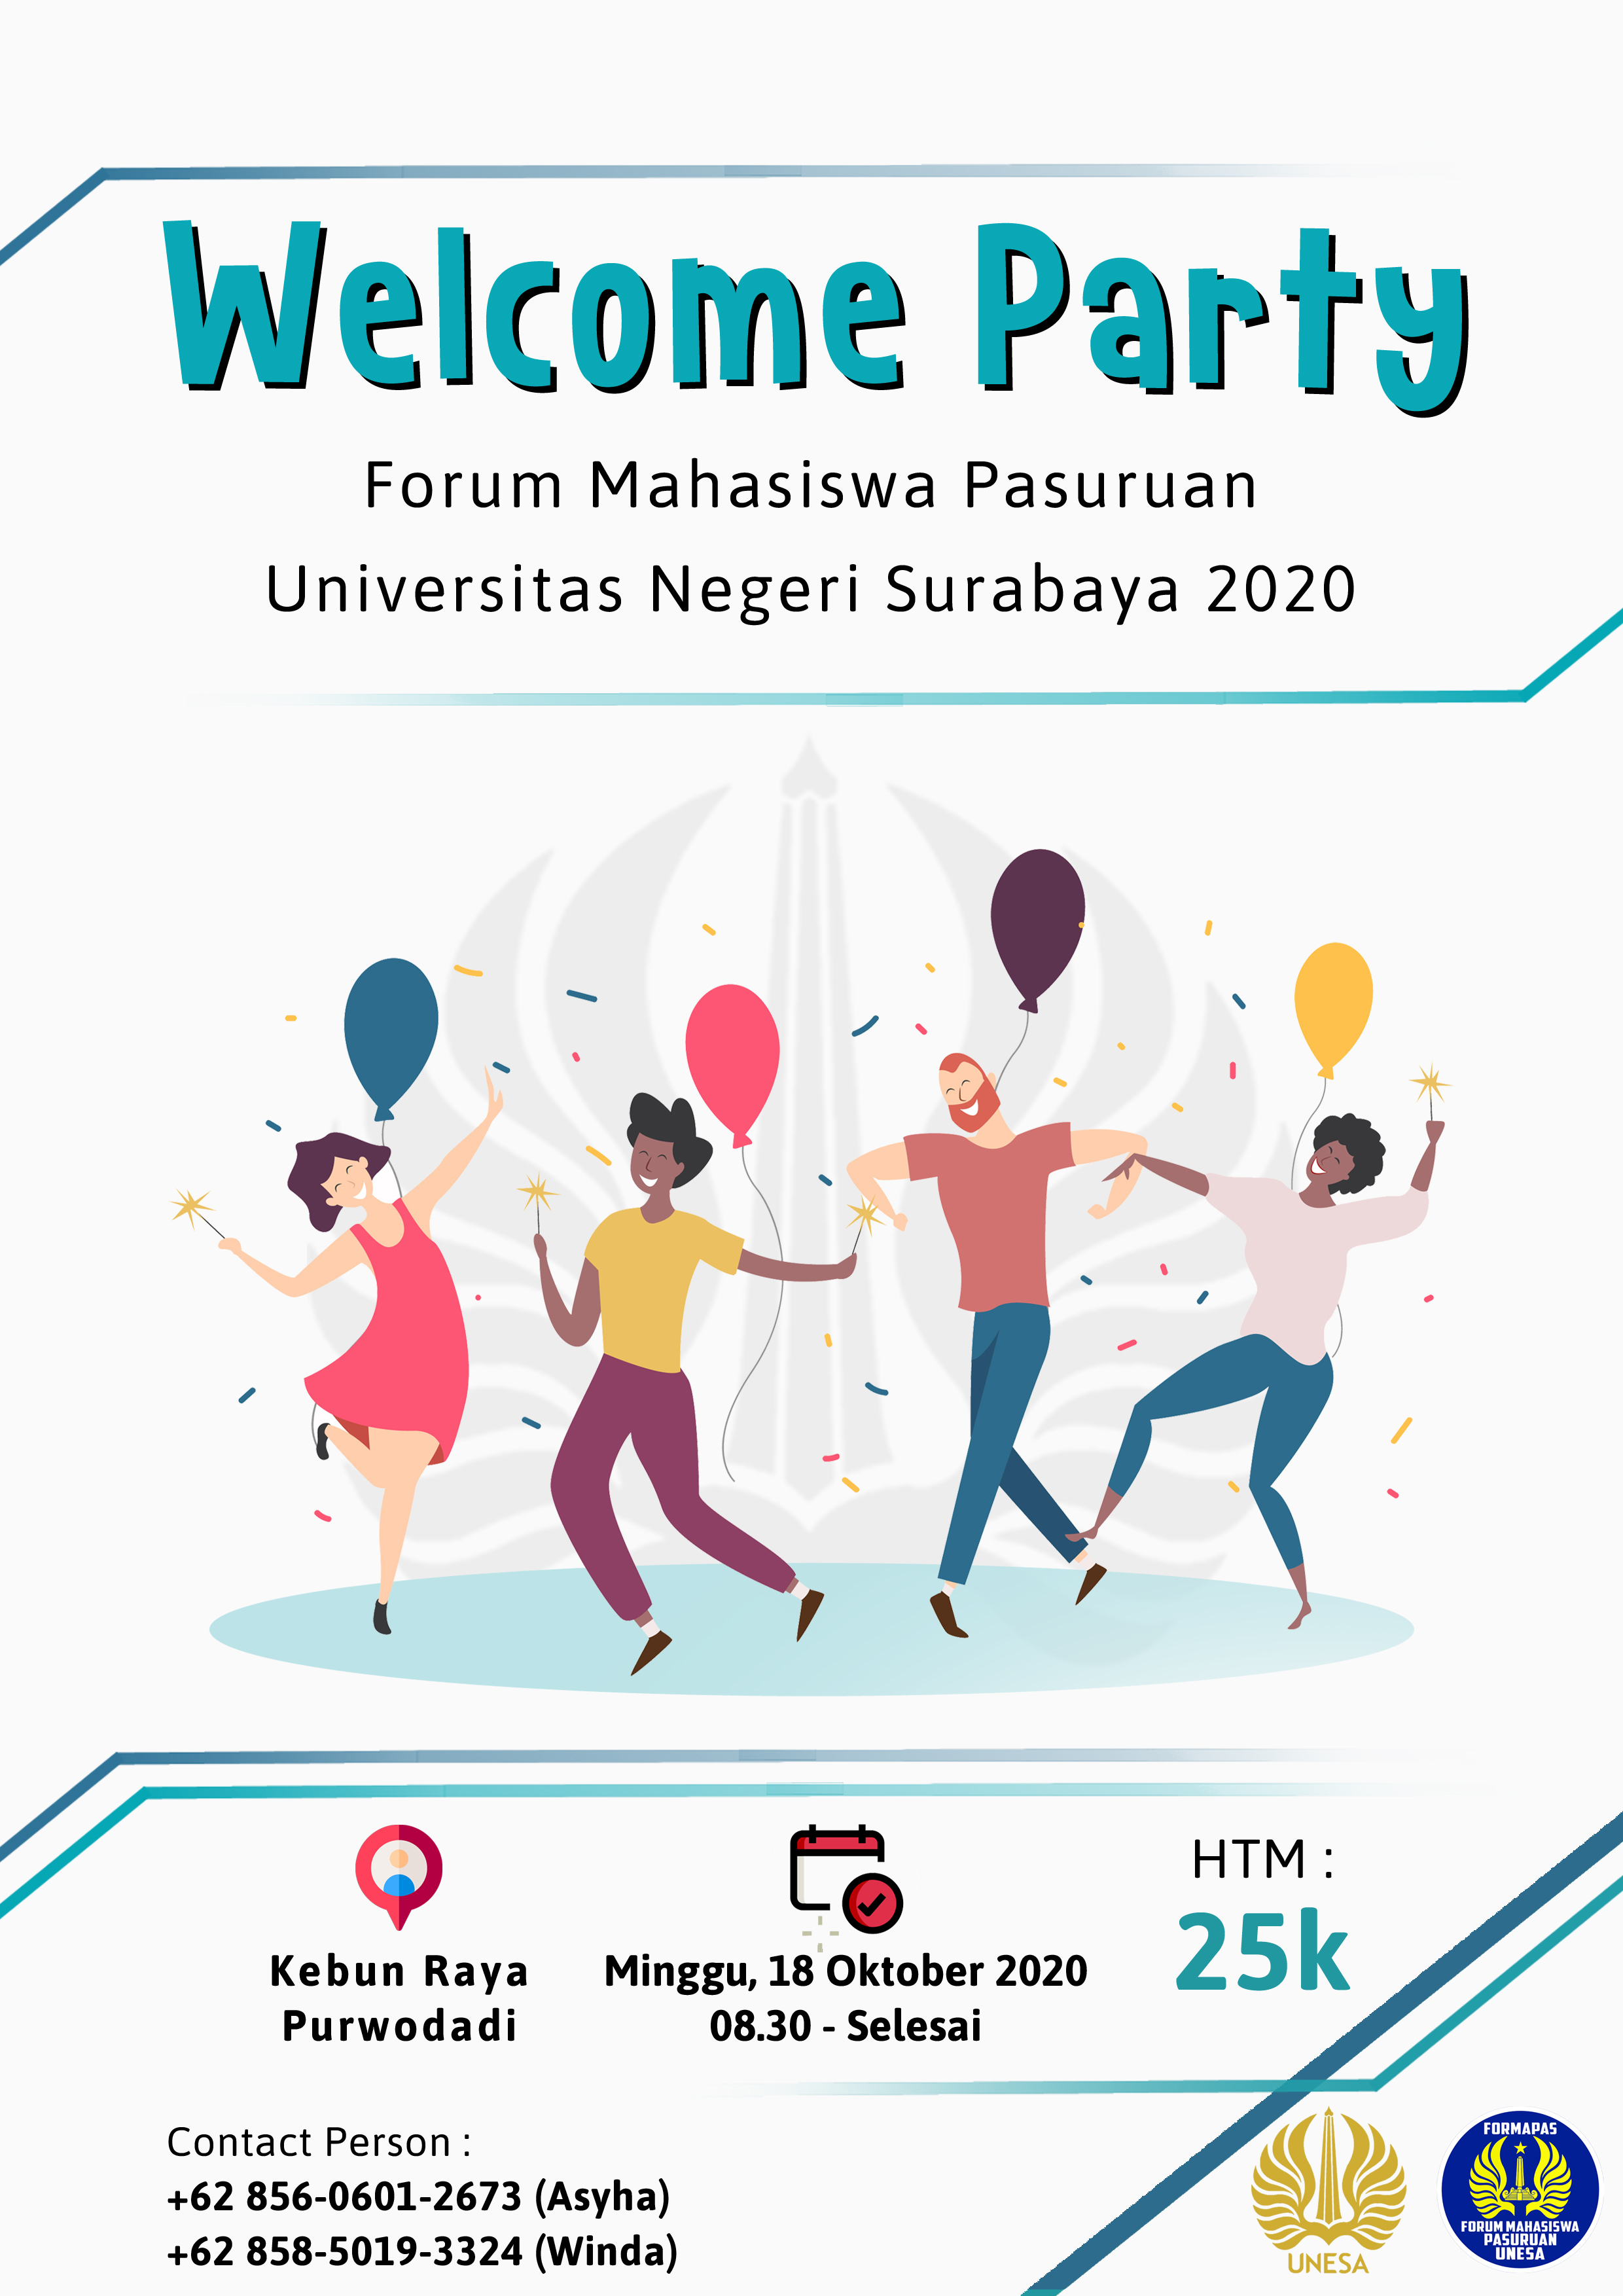 Welcome Party
Forum Mahasiswa Pasuruan
Universitas Negeri Surabaya 2020
Kebun Raya
Purwodadi
Minggu, 18 Oktober 2020
08.30 - Selesai
HTM :
25k
Contact Person :
+62 856-0601-2673 (Asyha)
+62 858-5019-3324 (Winda)
UNESA
FORMAPAS
FORUM MAHASISWA
PASURUAN
UNESA